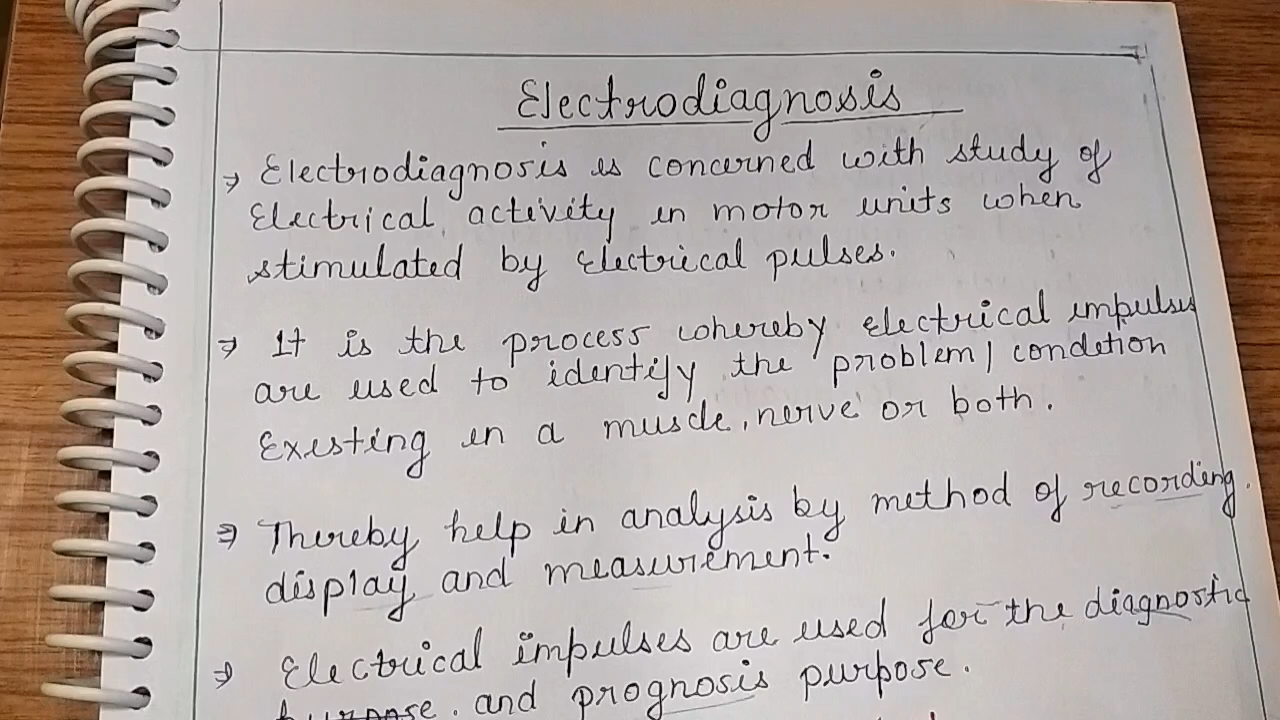 Electrodiagnosis
→ Electrodiagnosis is concerned with study of
Electrical activity in motor units when
stimulated by Electrical pulses.
→ It is the process whereby electrical impulses
are used to identify the problem/condition
Existing in a muscle, nerve or both.
⇒ Thereby help in analysis by method of recording.
display and measurement.
→ Electrical impulses are used for the diagnostic
purpose. and prognosis purpose.